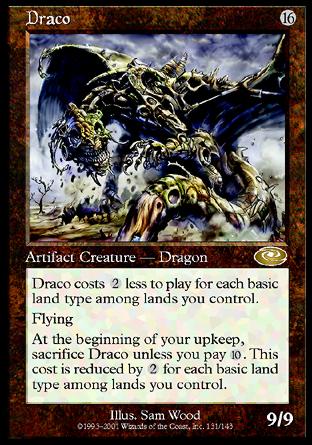 Draco 16
Artifact Creature — Dragon
Draco costs 2 less to play for each basic
land type among lands you control.
Flying
At the beginning of your upkeep,
sacrifice Draco unless you pay 10. This
cost is reduced by 2 for each basic land
type among lands you control.
Illus. Sam Wood
©1993–2001 Wizards of the Coast, Inc. 131/143
9/9